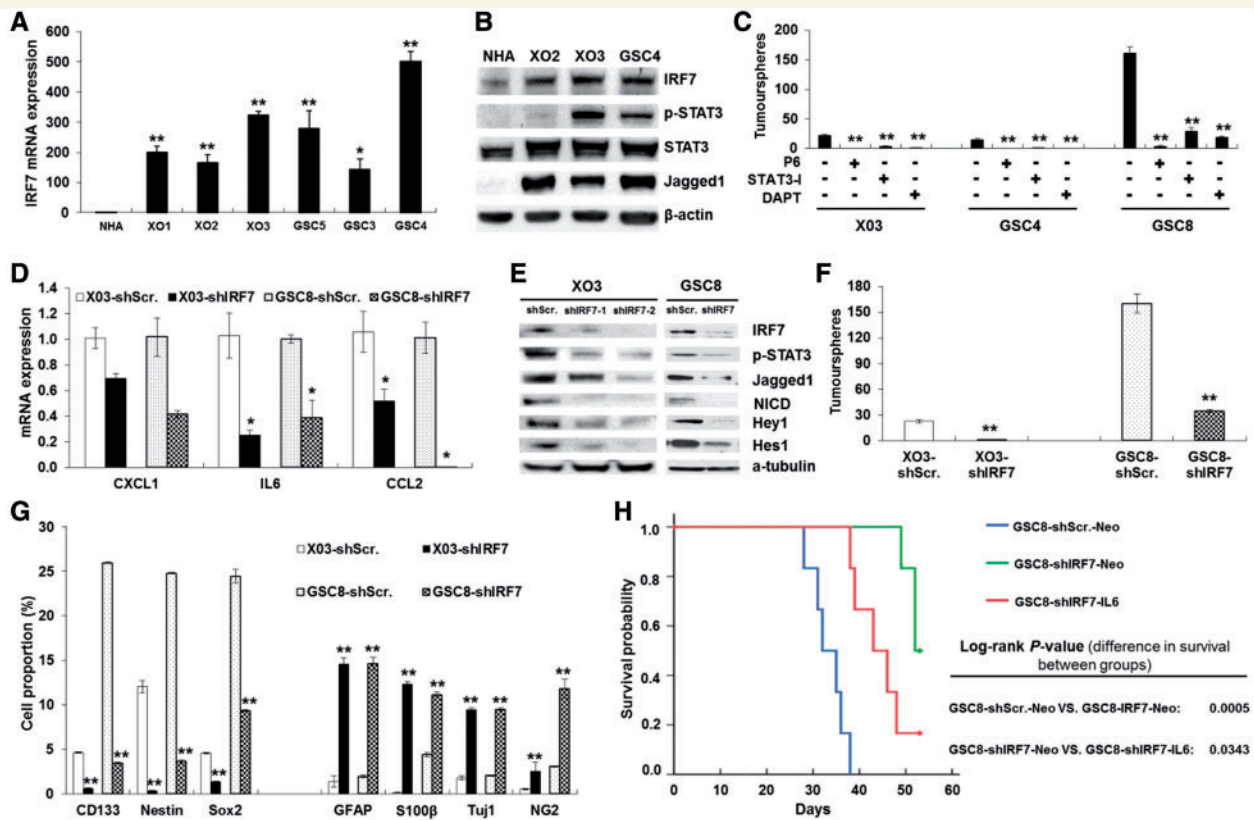 A
IRF7 mRNA expression
600
500
400
300
200
100
0
** ** ** ** * **
NHA XO1 XO2 XO3 GSC5 GSC3 GSC4
B
NHA XO2 XO3 GSC4
IRF7
p-STAT3
STAT3
Jagged1
β-actin
C
Tumourspheres
200
150
100
50
0
** ** ** ** ** ** ** ** **
P6 - + - - - + - - - + - -
STAT3-I - - + - - - + - - - + -
DAPT - - - + - - - + - - - +
X03 GSC4 GSC8
D
mRNA expression
X03-shScr. X03-shIRF7 GSC8-shScr. GSC8-shIRF7
1.4
1.2
1.0
0.8
0.6
0.4
0.2
0.0
* * * *
CXCL1 IL6 CCL2
E
XO3 GSC8
shScr. shIRF7-1 shIRF7-2 shScr. shIRF7
IRF7
p-STAT3
Jagged1
NICD
Hey1
Hes1
a-tubulin
F
Tumourspheres
180
150
120
90
60
30
0
** **
XO3- XO3- GSC8- GSC8-
shScr. shIRF7 shScr. shIRF7
G
Cell proportion (%)
30
25
20
15
10
5
0
X03-shScr. X03-shIRF7
GSC8-shScr. GSC8-shIRF7
** ** ** ** ** ** ** ** ** ** ** ** ** **
CD133 Nestin Sox2 GFAP S100β Tuj1 NG2
H
Survival probability
1.0
0.8
0.6
0.4
0.2
0.0
0 10 20 30 40 50 60
Days
GSC8-shScr.-Neo
GSC8-shIRF7-Neo
GSC8-shIRF7-IL6
Log-rank P-value (difference in survival
between groups)
GSC8-shScr.-Neo VS. GSC8-IRF7-Neo: 0.0005
GSC8-shIRF7-Neo VS. GSC8-shIRF7-IL6: 0.0343